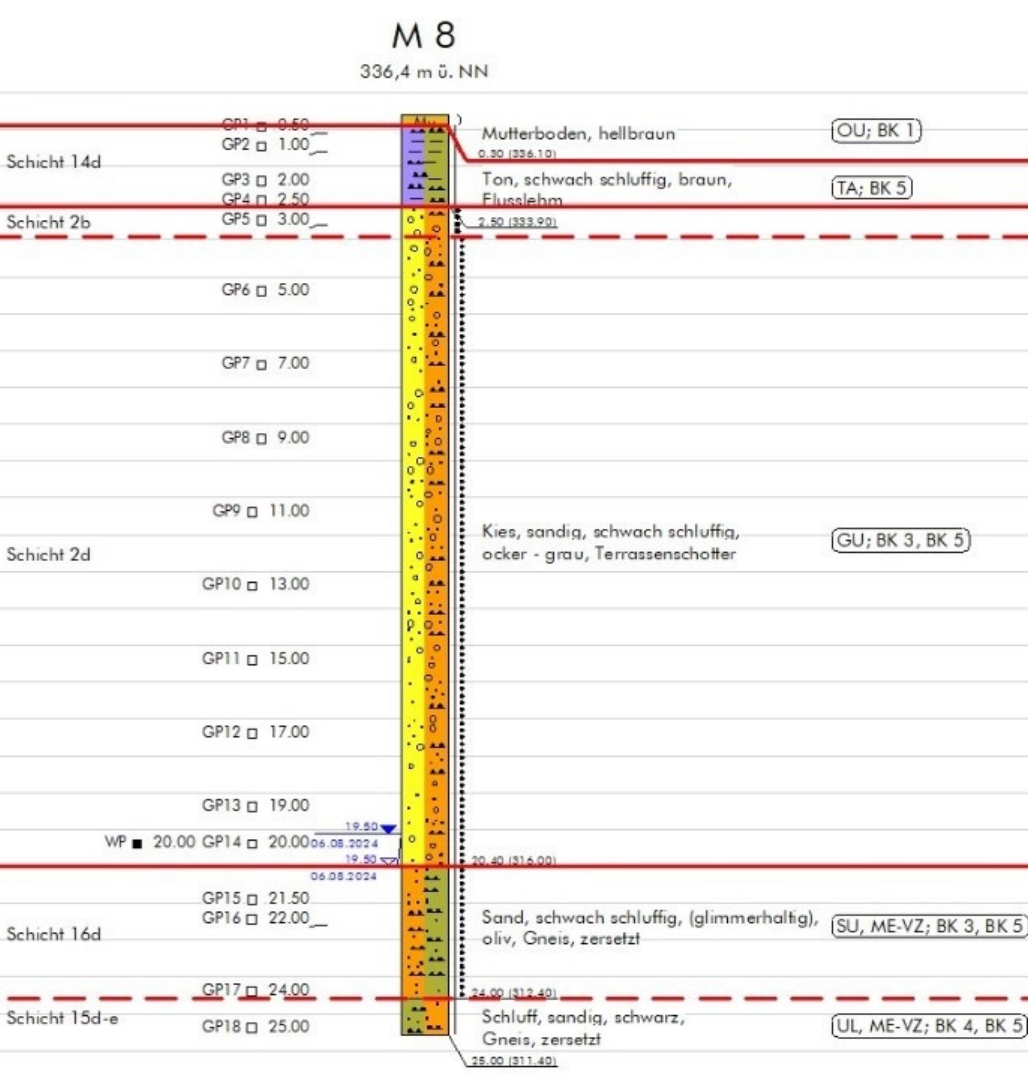 M 8
336,4 m ü. NN
GP1 0.50
Mu
Mutterboden, hellbraun
OU; BK 1
GP2 1.00
0.30 (336.10)
Schicht 14d
GP3 2.00
Ton, schwach schluffig, braun,
Flusslehm
TA; BK 5
GP4 2.50
Schicht 2b
GP5 3.00
2.50 (333.90)
GP6 5.00
GP7 7.00
GP8 9.00
GP9 11.00
Kies, sandig, schwach schluffig,
ocker - grau, Terrassenschotter
GU; BK 3, BK 5
Schicht 2d
GP10 13.00
GP11 15.00
GP12 17.00
GP13 19.00
19.50
06.08.2024
WP 20.00 GP14 20.00
19.50
06.08.2024
20.40 (316.00)
GP15 21.50
GP16 22.00
Sand, schwach schluffig, (glimmerhaltig),
oliv, Gneis, zersetzt
SU, ME-VZ; BK 3, BK 5
Schicht 16d
GP17 24.00
24.00 (312.40)
Schicht 15d-e
GP18 25.00
Schluff, sandig, schwarz,
Gneis, zersetzt
UL, ME-VZ; BK 4, BK 5
25.00 (311.40)